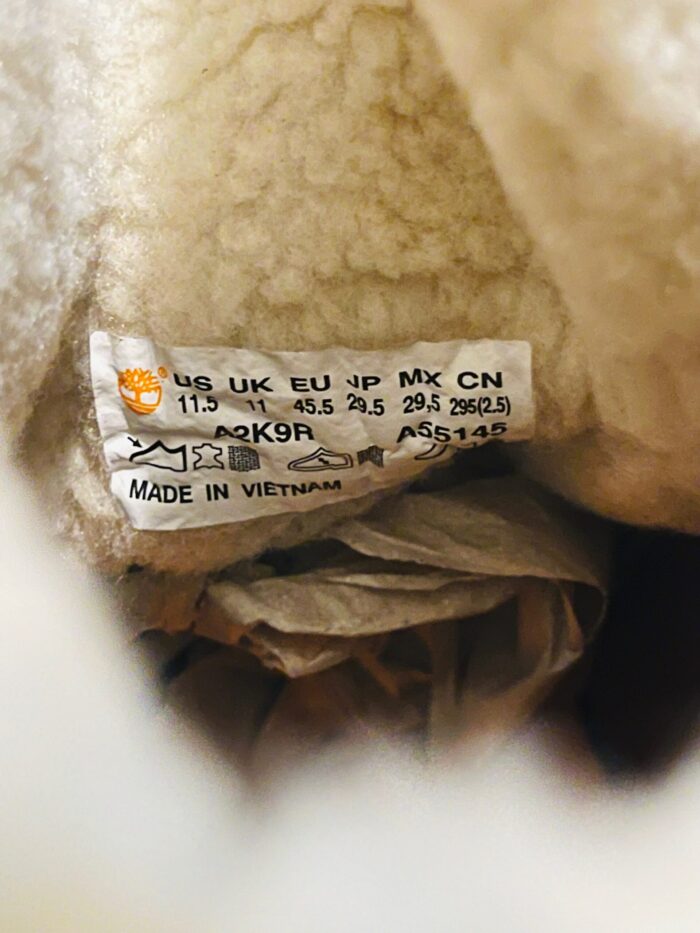 ® US UK EU JP MX CN
11.5 11 45.5 29.5 29,5 295(2.5)
A2K9R A55145
MADE IN VIETNAM